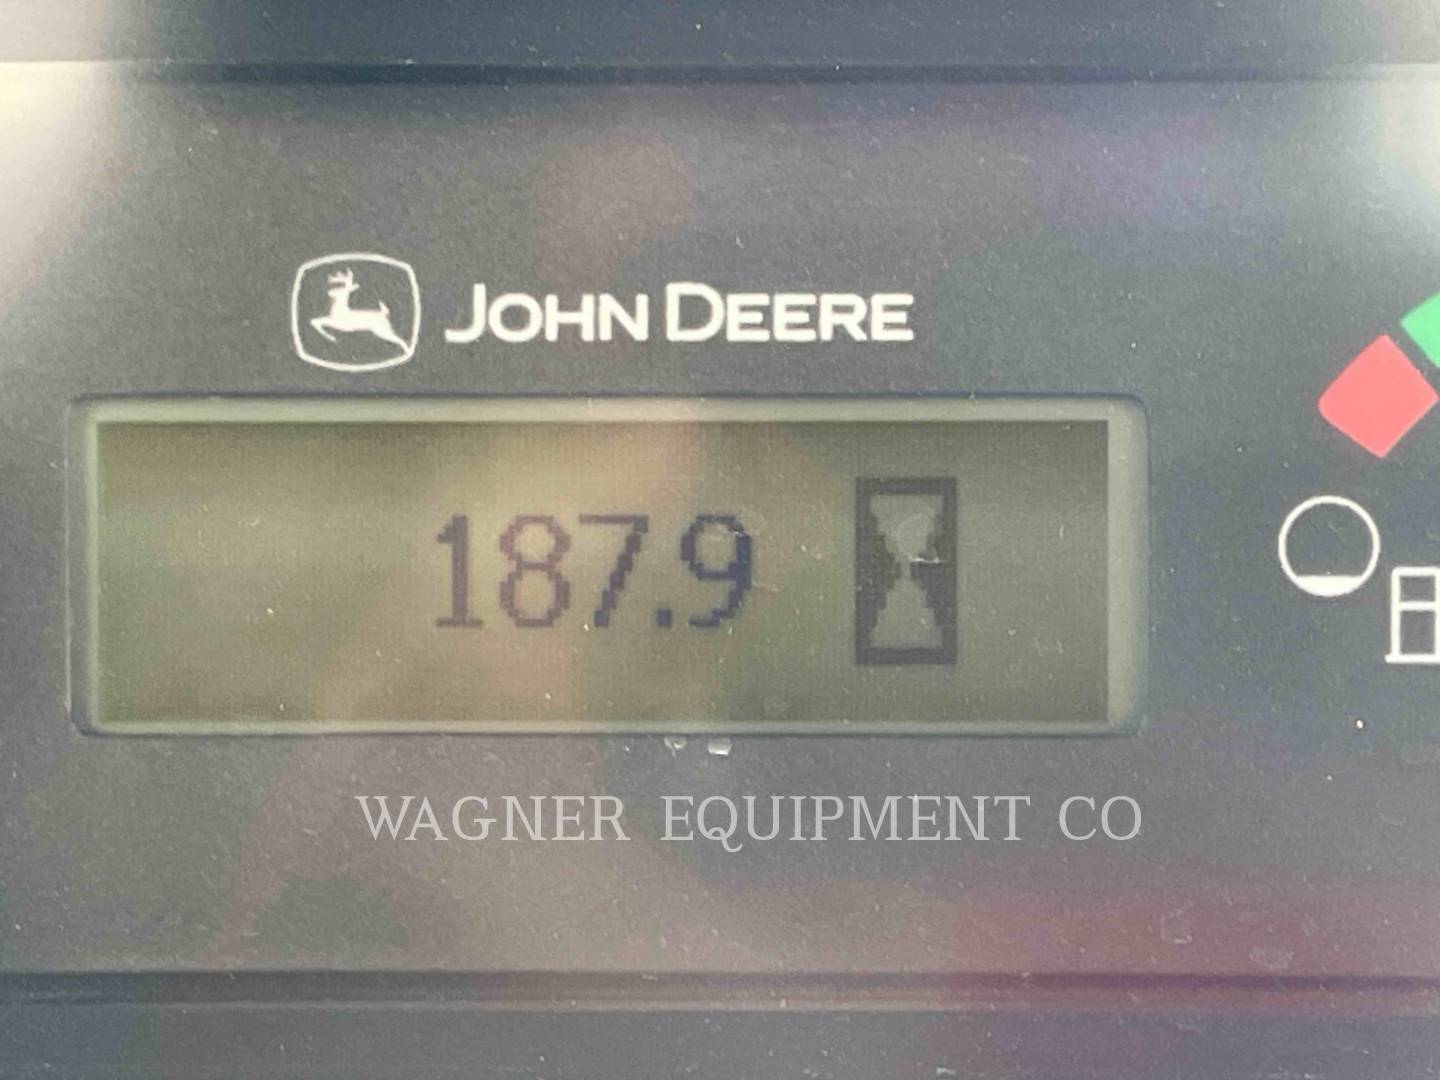 JOHN DEERE
187.9
WAGNER EQUIPMENT CO